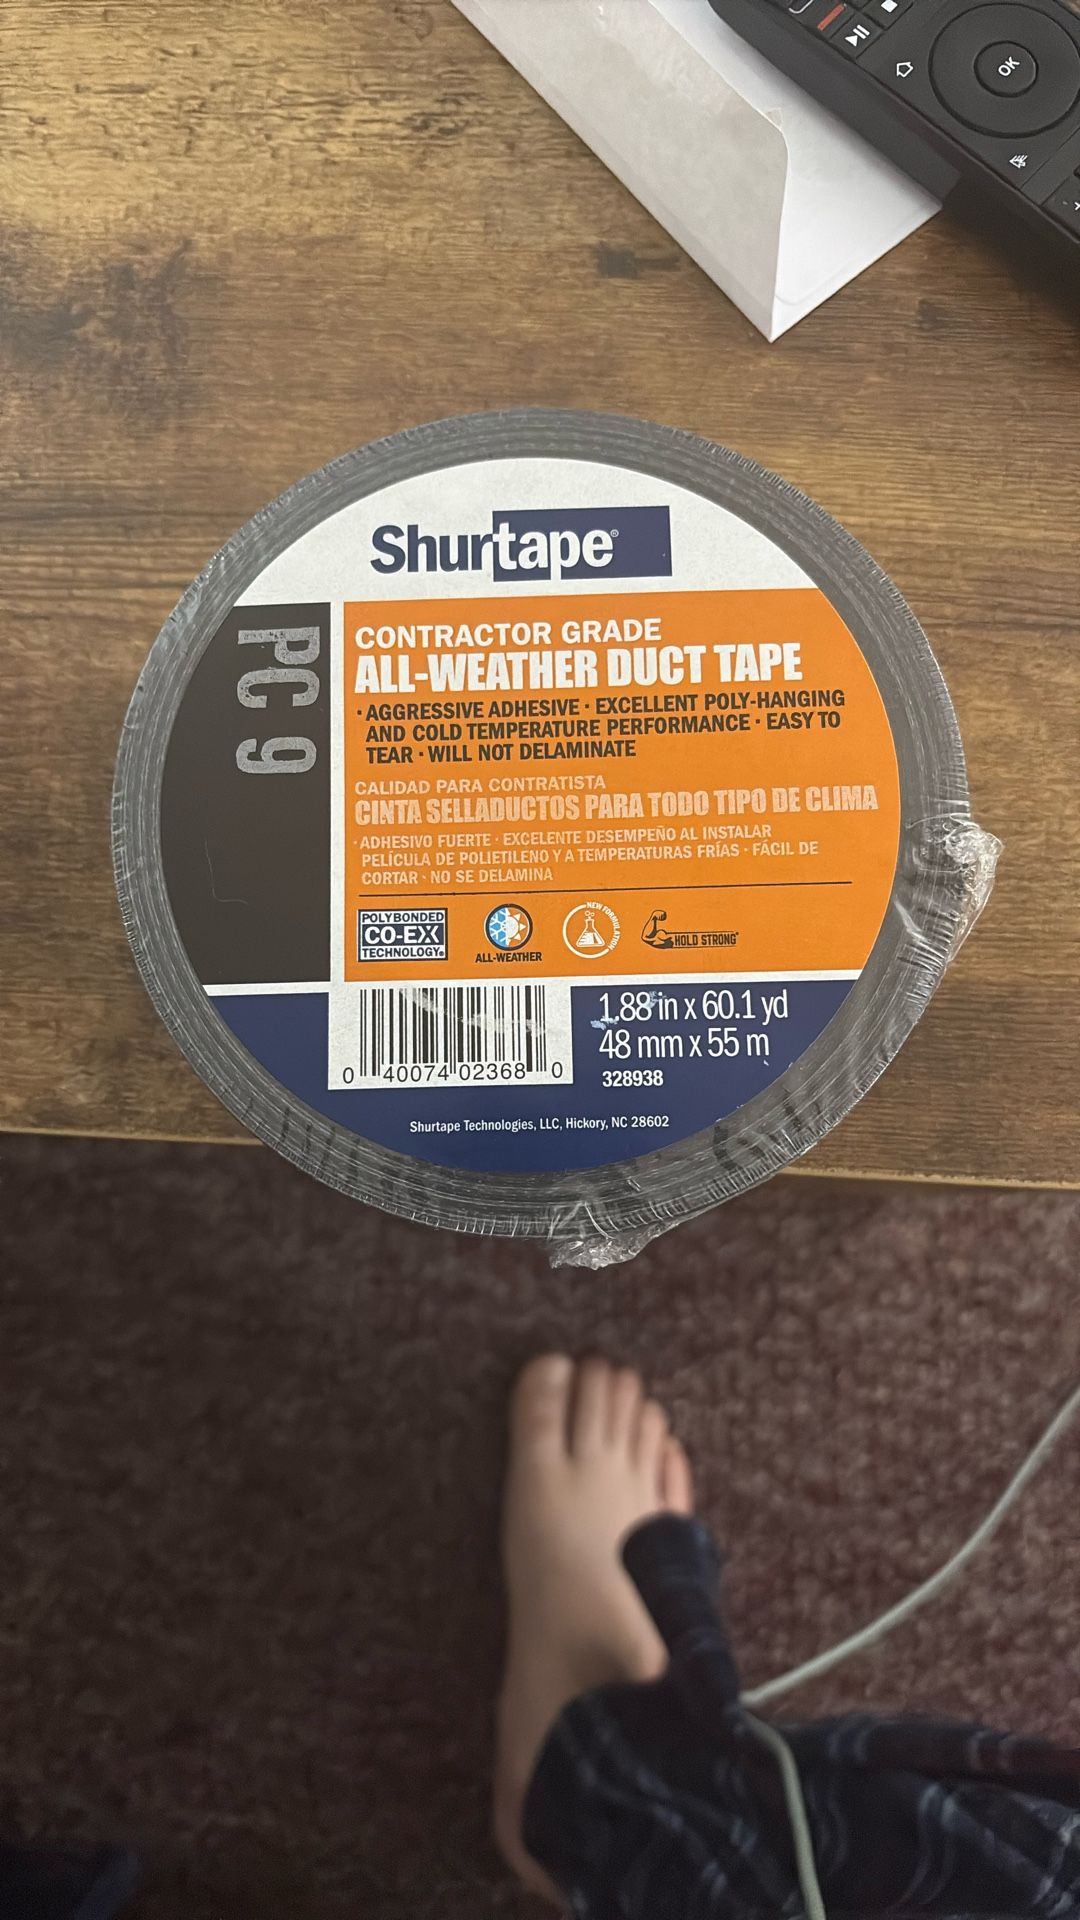 OK
Shurtape®
PC 9
CONTRACTOR GRADE
ALL-WEATHER DUCT TAPE
· AGGRESSIVE ADHESIVE · EXCELLENT POLY-HANGING
AND COLD TEMPERATURE PERFORMANCE · EASY TO
TEAR · WILL NOT DELAMINATE
CALIDAD PARA CONTRATISTA
CINTA SELLADUCTOS PARA TODO TIPO DE CLIMA
· ADHESIVO FUERTE · EXCELENTE DESEMPEÑO AL INSTALAR
PELÍCULA DE POLIETILENO Y A TEMPERATURAS FRÍAS · FÁCIL DE
CORTAR · NO SE DELAMINA
POLYBONDED
CO-EX
TECHNOLOGY®
ALL-WEATHER
NEW FORMULATION
HOLD STRONG™
1.88 in x 60.1 yd
48 mm x 55 m
328938
0 40074 02368 0
Shurtape Technologies, LLC, Hickory, NC 28602